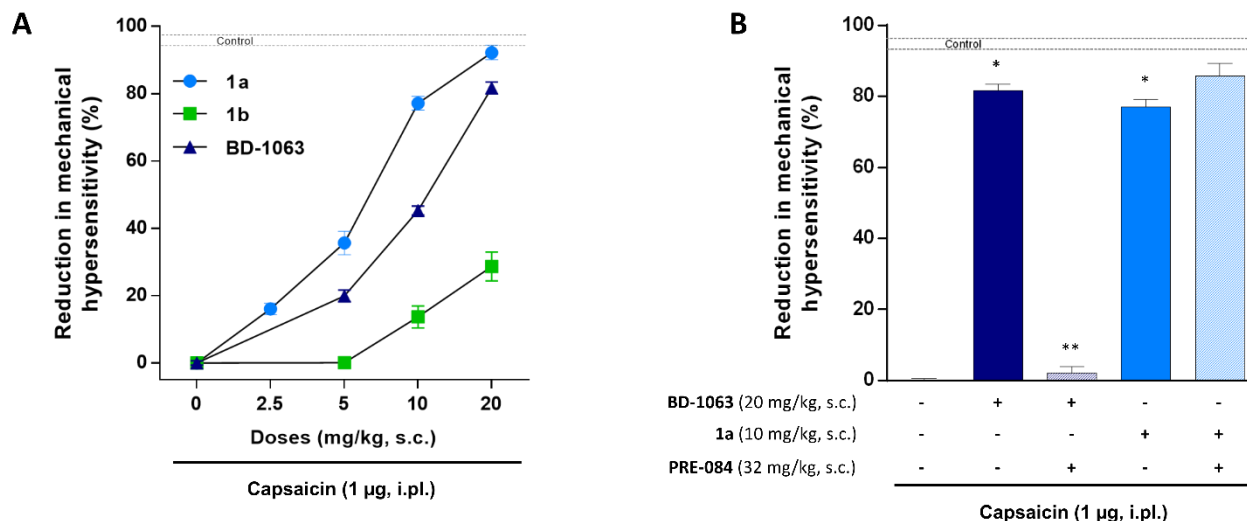 A
Reduction in mechanical
hypersensitivity (%)
100
80
60
40
20
0
Control
1a
1b
BD-1063
0 2.5 5 10 20
Doses (mg/kg, s.c.)
Capsaicin (1 µg, i.pl.)
B
Reduction in mechanical
hypersensitivity (%)
100
80
60
40
20
0
Control
* ** *
BD-1063 (20 mg/kg, s.c.) - + + - -
1a (10 mg/kg, s.c.) - - - + +
PRE-084 (32 mg/kg, s.c.) - - + - +
Capsaicin (1 µg, i.pl.)